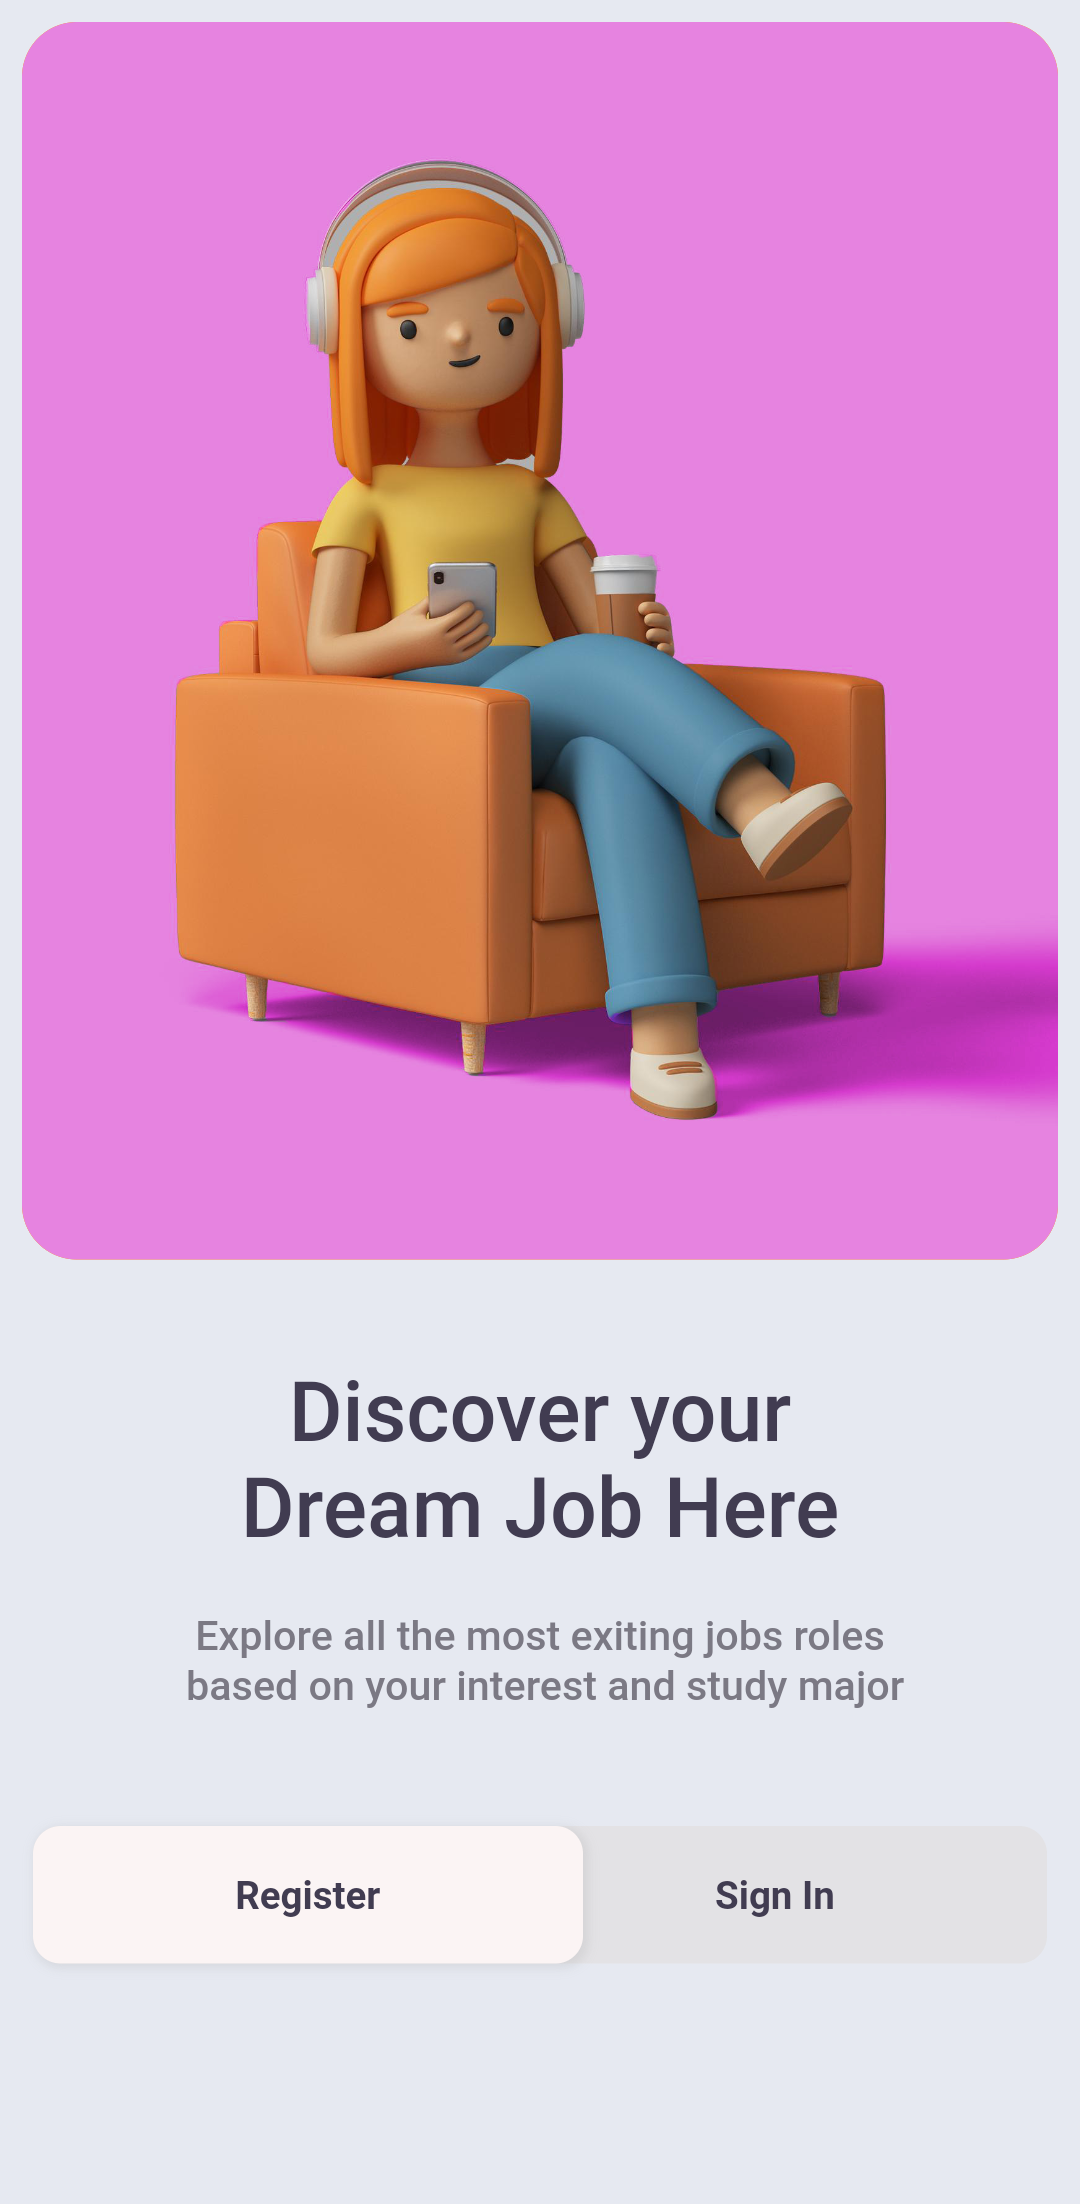 Discover your
Dream Job Here
Explore all the most exiting jobs roles
based on your interest and study major
Register
Sign In